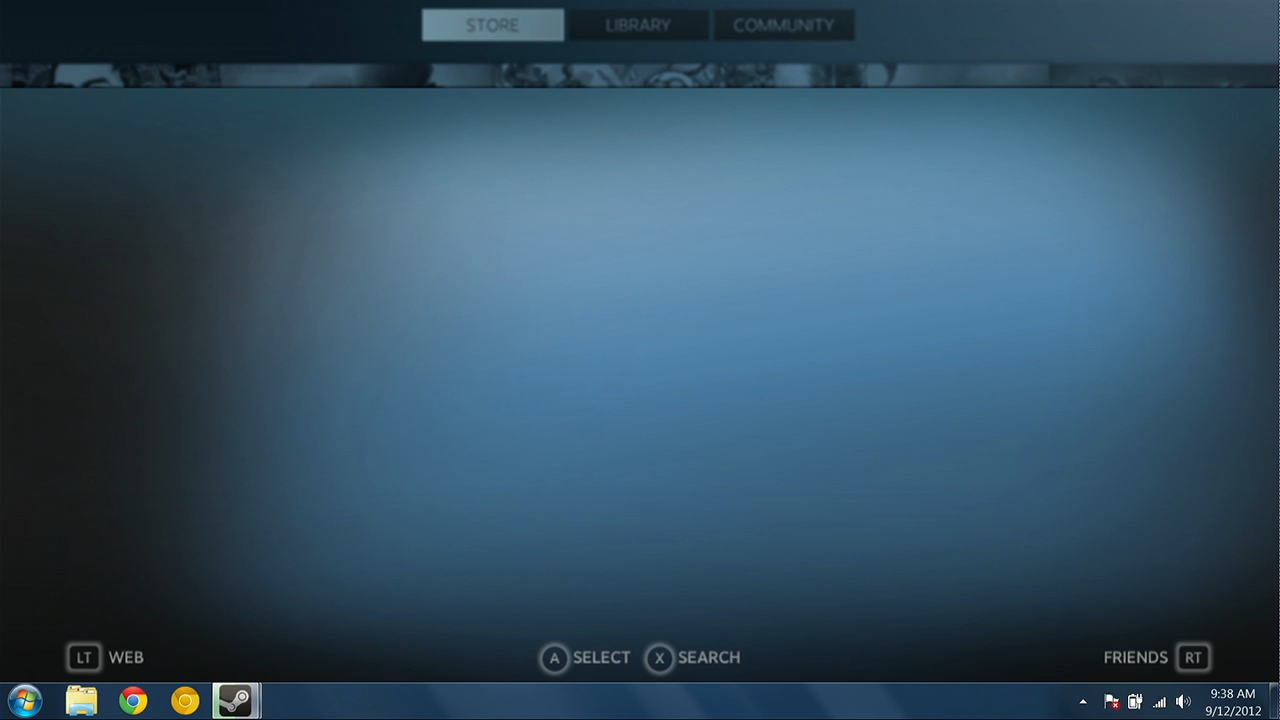 STORE LIBRARY COMMUNITY
LT WEB A SELECT X SEARCH FRIENDS RT
9:38 AM
9/12/2012